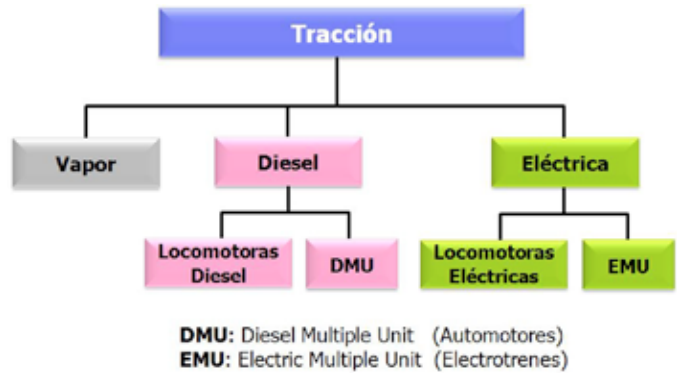 Tracción
Vapor
Diesel
Eléctrica
Locomotoras
Diesel
DMU
Locomotoras
Eléctricas
EMU
DMU: Diesel Multiple Unit (Automotores)
EMU: Electric Multiple Unit (Electrotrenes)